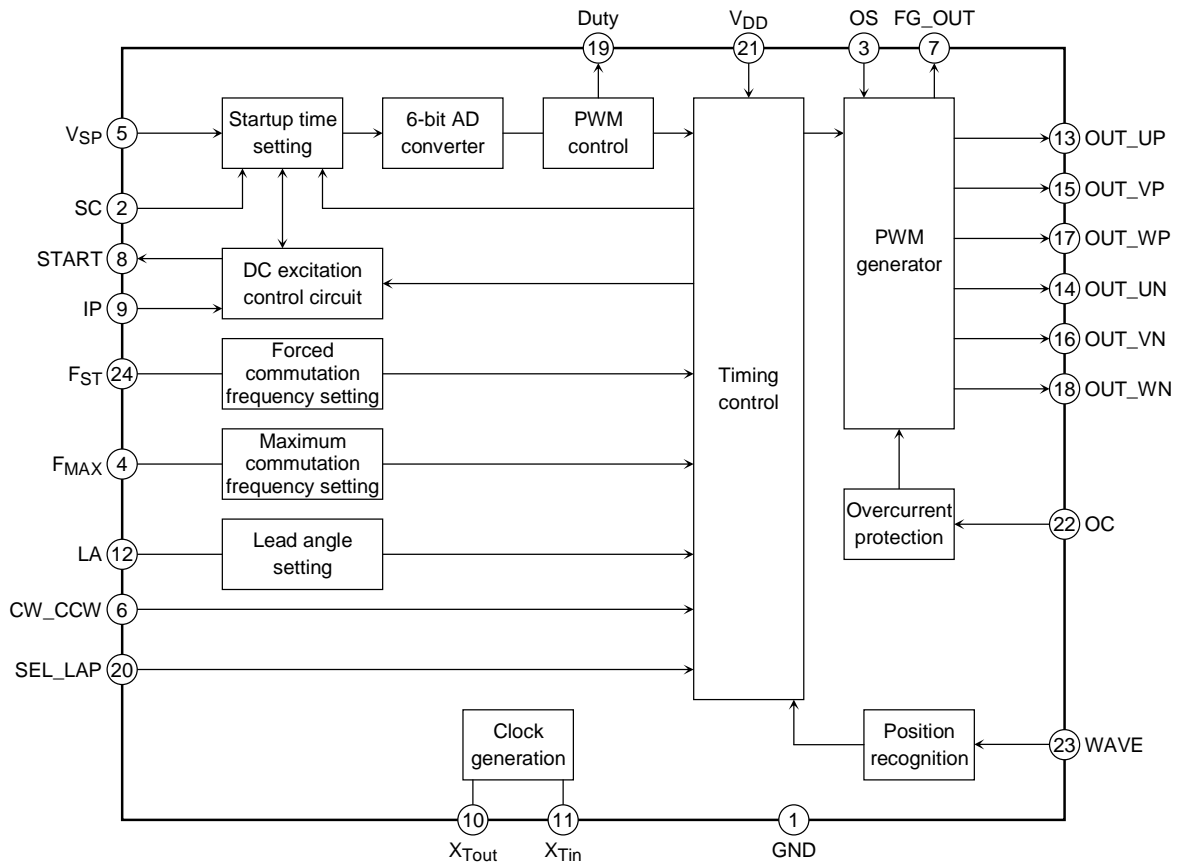 Duty
VDD
OS
FG_OUT
19
21
3
7
VSP
5
Startup time
setting
6-bit AD
converter
PWM
control
13
OUT_UP
SC
2
15
OUT_VP
START
8
DC excitation
control circuit
PWM
generator
17
OUT_WP
IP
9
14
OUT_UN
FST
24
Forced
commutation
frequency setting
Timing
control
16
OUT_VN
18
OUT_WN
FMAX
4
Maximum
commutation
frequency setting
Overcurrent
protection
22
OC
LA
12
Lead angle
setting
CW_CCW
6
SEL_LAP
20
Clock
generation
Position
recognition
23
WAVE
10
11
1
XTout
XTin
GND